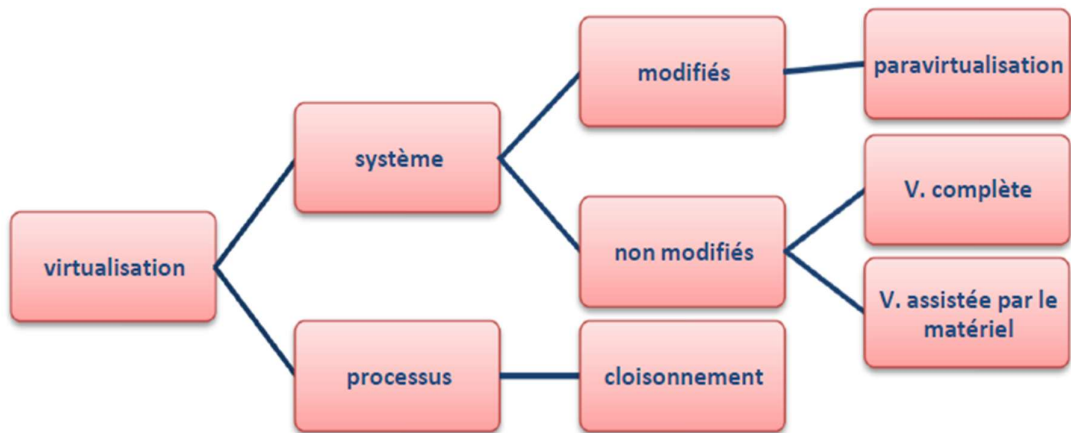 modifiés
paravirtualisation
système
V. complète
virtualisation
non modifiés
V. assistée par le
matériel
processus
cloisonnement